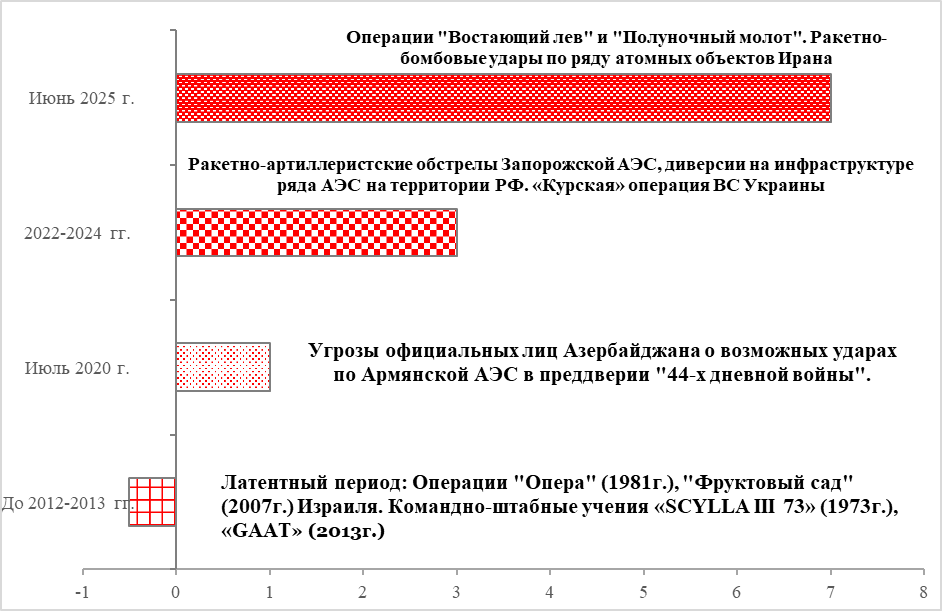 Операции "Востающий лев" и "Полуночный молот". Ракетно-
бомбовые удары по ряду атомных объектов Ирана
Июнь 2025 г.
Ракетно-артиллеристские обстрелы Запорожской АЭС, диверсии на инфраструктуре
ряда АЭС на территории РФ. «Курская» операция ВС Украины
2022-2024 гг.
Угрозы официальных лиц Азербайджана о возможных ударах
по Армянской АЭС в преддверии "44-х дневной войны".
Июль 2020 г.
Латентный период: Операции "Опера" (1981г.), "Фруктовый сад"
(2007г.) Израиля. Командно-штабные учения «SCYLLA III 73» (1973г.),
«GAAT» (2013г.)
До 2012-2013 гг.
-1 0 1 2 3 4 5 6 7 8